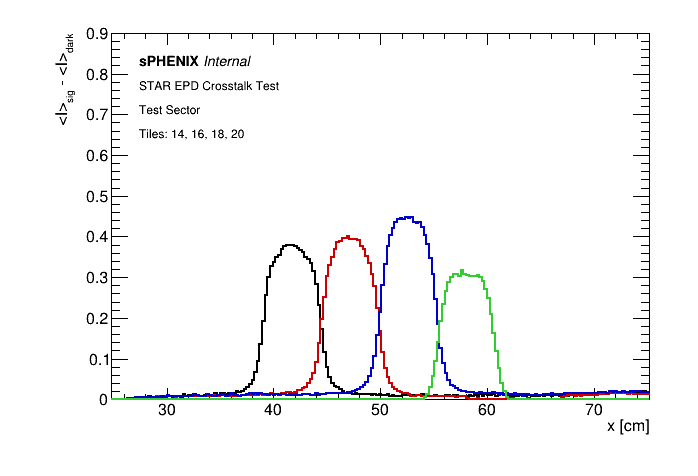 0.9
0.8
0.7
0.6
0.5
0.4
0.3
0.2
0.1
0
<I>sig - <I>dark
sPHENIX Internal
STAR EPD Crosstalk Test
Test Sector
Tiles: 14, 16, 18, 20
30 40 50 60 70
x [cm]